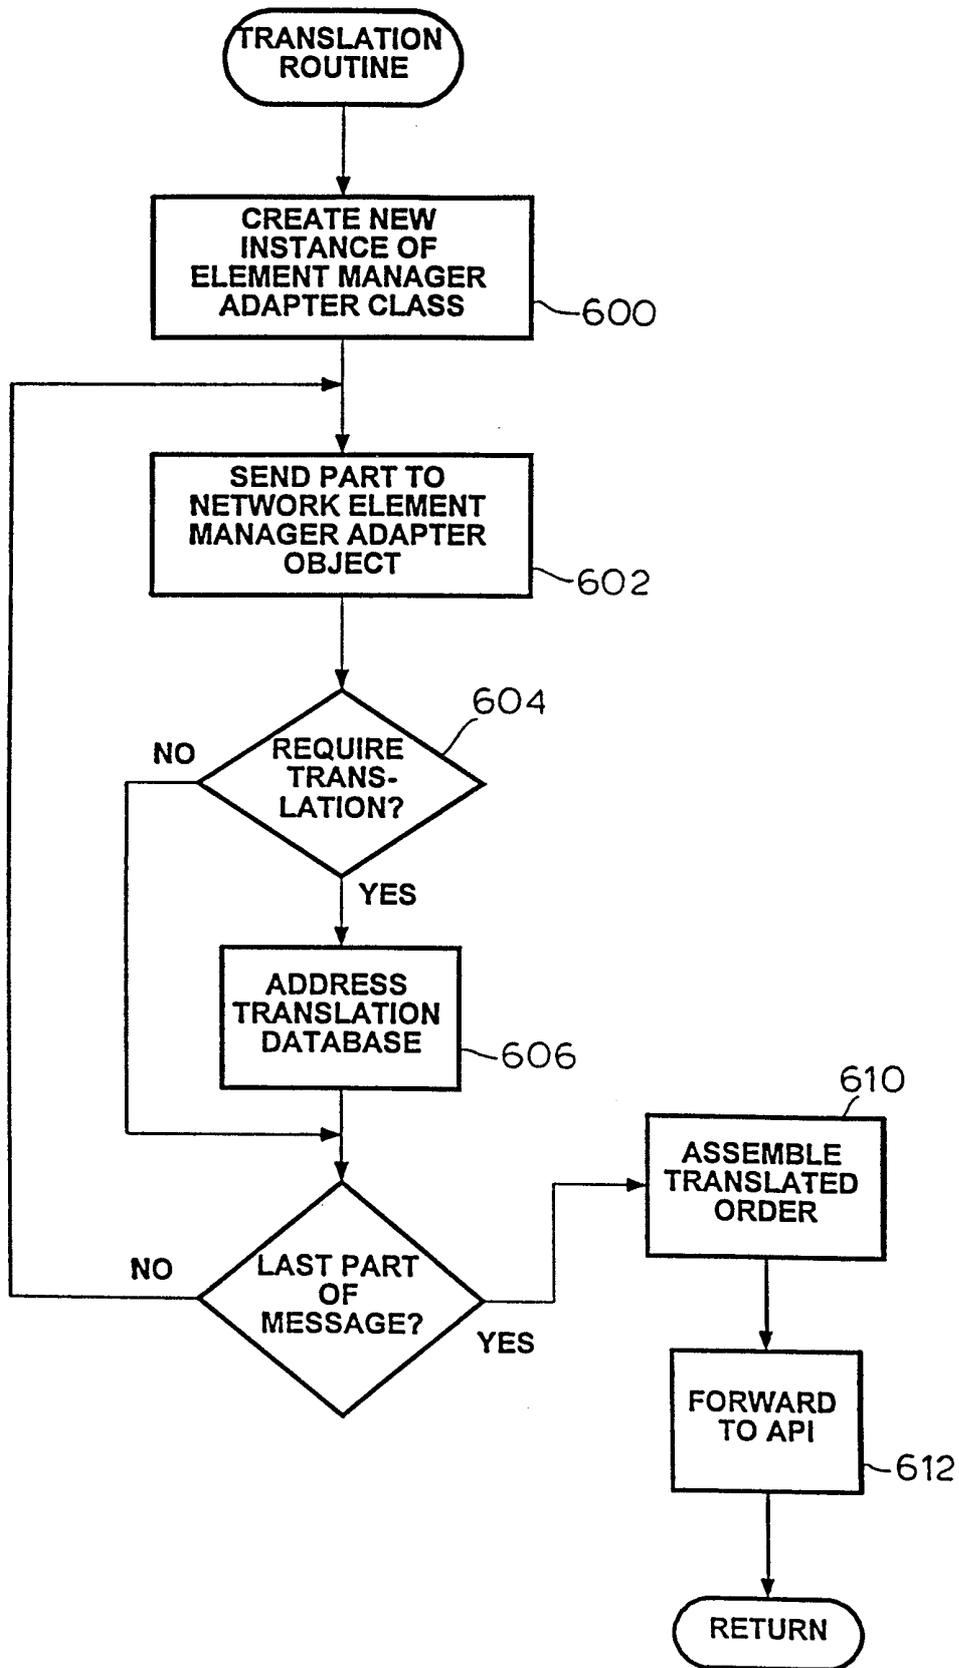 TRANSLATION
ROUTINE
CREATE NEW
INSTANCE OF
ELEMENT MANAGER
ADAPTER CLASS
600
SEND PART TO
NETWORK ELEMENT
MANAGER ADAPTER
OBJECT
602
604
REQUIRE
TRANS-
LATION?
NO
YES
ADDRESS
TRANSLATION
DATABASE
606
LAST PART
OF
MESSAGE?
NO
YES
610
ASSEMBLE
TRANSLATED
ORDER
FORWARD
TO API
612
RETURN